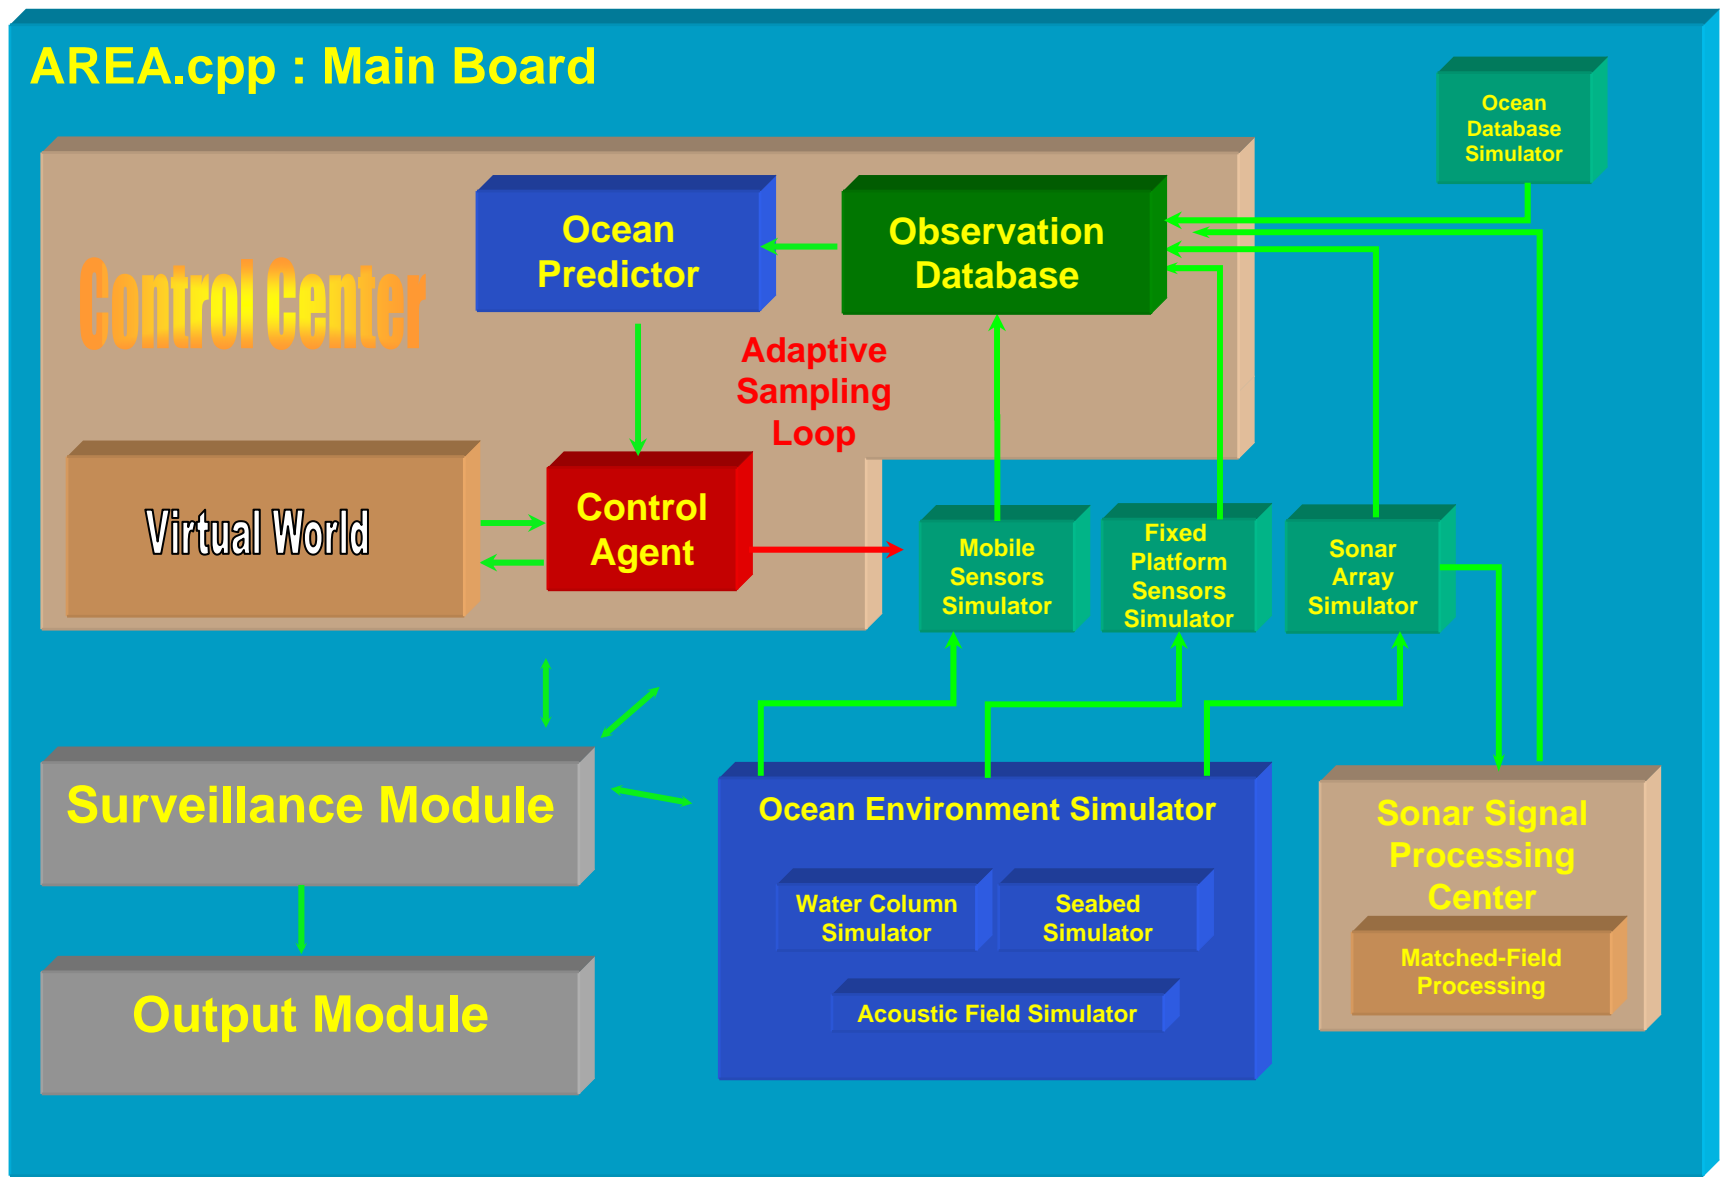 AREA.cpp : Main Board
Ocean
Database
Simulator
Control Center
Ocean
Predictor
Observation
Database
Adaptive
Sampling
Loop
Virtual World
Control
Agent
Mobile
Sensors
Simulator
Fixed
Platform
Sensors
Simulator
Sonar
Array
Simulator
Surveillance Module
Output Module
Ocean Environment Simulator
Water Column
Simulator
Seabed
Simulator
Acoustic Field Simulator
Sonar Signal
Processing
Center
Matched-Field
Processing